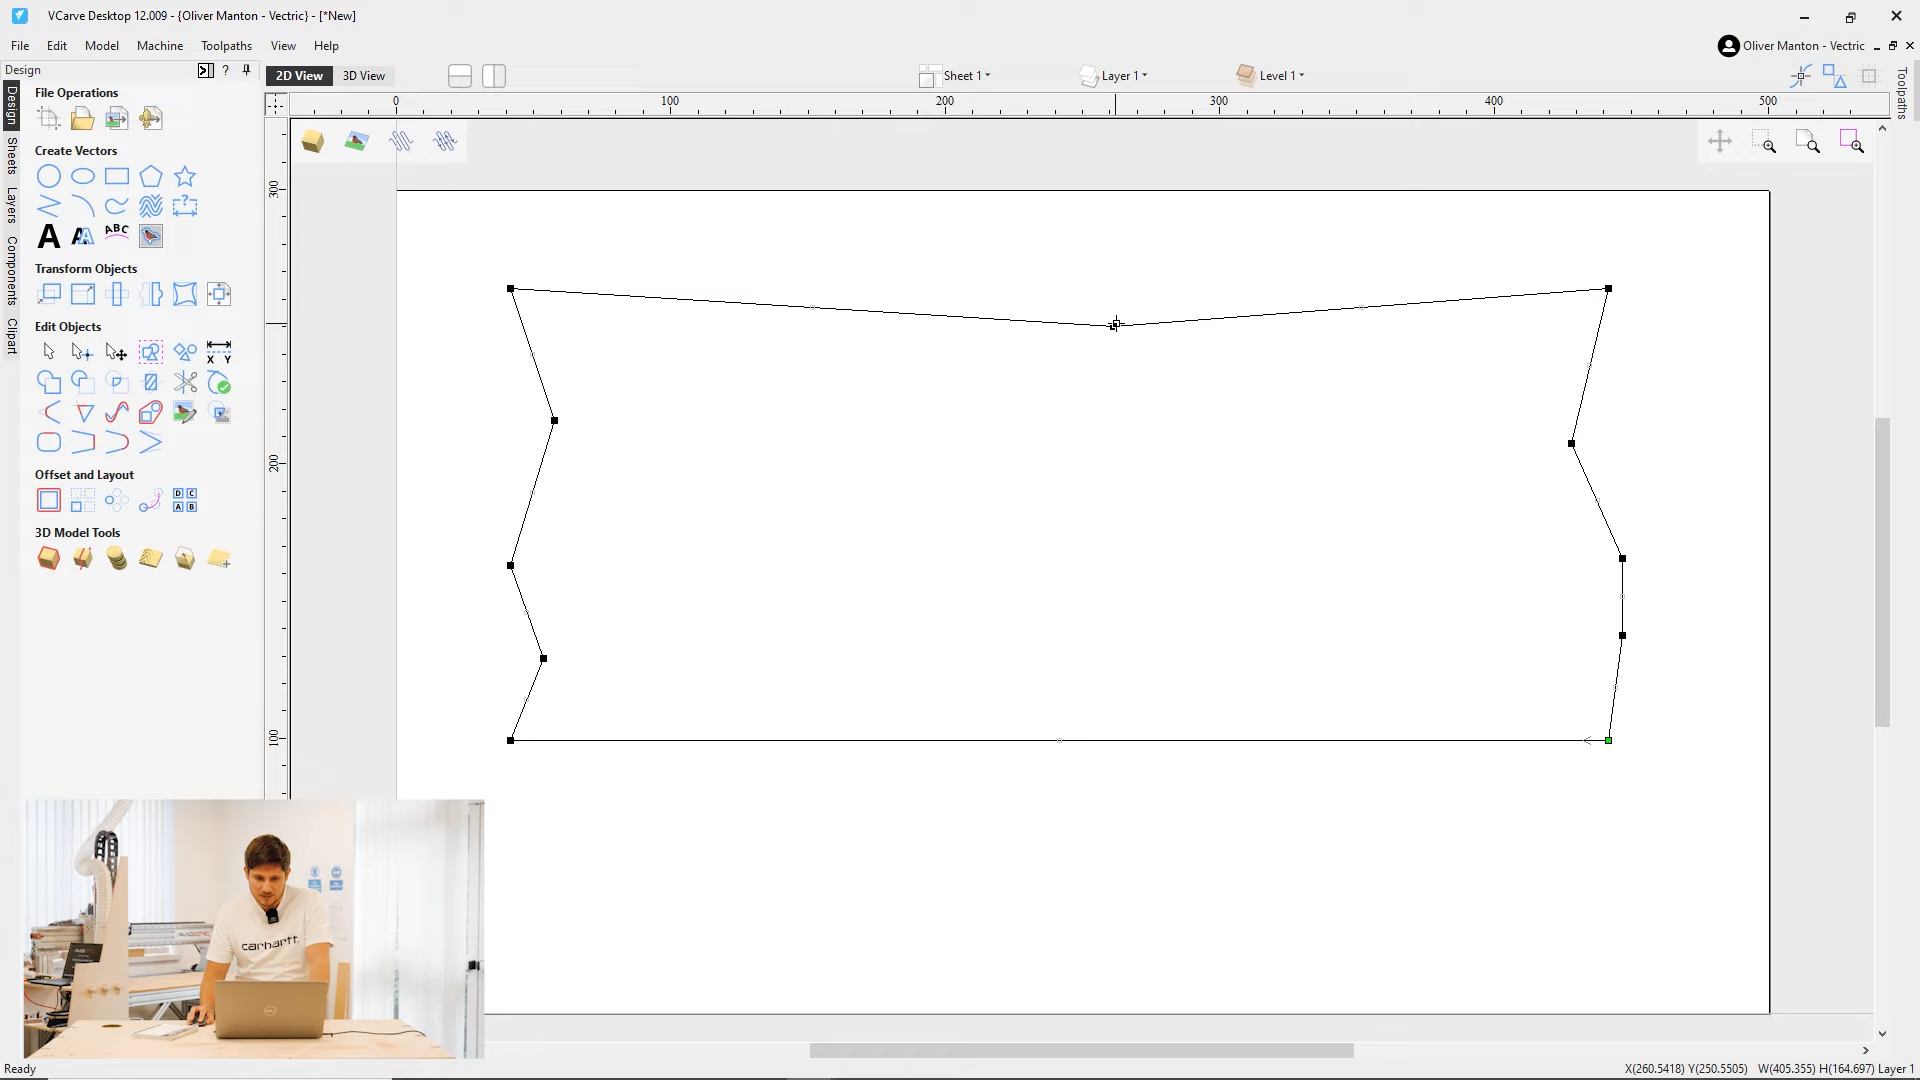 VCarve Desktop 12.009 - {Oliver Manton - Vectric} - [*New]
File Edit Model Machine Toolpaths View Help
Oliver Manton - Vectric
Design
?
2D View
3D View
Sheet 1
Layer 1
Level 1
Toolpaths
Design
Sheets
Layers
Components
Clipart
File Operations
Create Vectors
A
A
ABC
Transform Objects
Edit Objects
X Y
Offset and Layout
D C
A B
3D Model Tools
0
100
200
300
400
500
300
200
100
carhartt.
DELL
Ready
X(260.5418) Y(250.5505) W(405.355) H(164.697) Layer 1